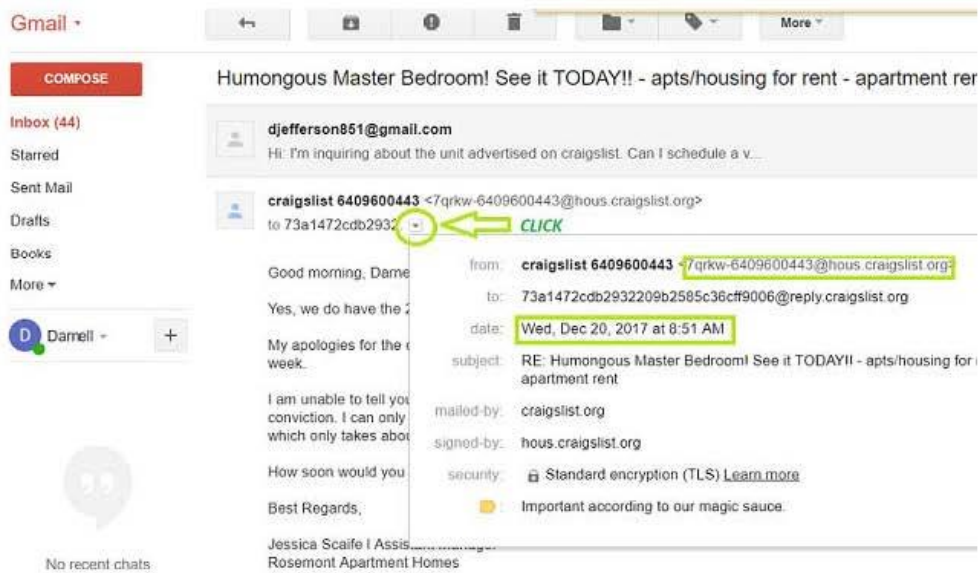 Gmail
More
COMPOSE
Humongous Master Bedroom! See it TODAY!! - apts/housing for rent - apartment rer
Inbox (44)
Starred
Sent Mail
Drafts
Books
More
D Darnell +
No recent chats
djefferson851@gmail.com
Hi: I'm inquiring about the unit advertised on craigslist. Can I schedule a v...
craigslist 6409600443 <7qrkw-6409600443@hous.craigslist.org>
to 73a1472cdb2932 CLICK
Good morning, Darne
Yes, we do have the
My apologies for the
week.
I am unable to tell you
conviction. I can only
which only takes abou
How soon would you
Best Regards,
Jessica Scaife I Assis
Rosemont Apartment Homes
from: craigslist 6409600443 <7qrkw-6409600443@hous.craigslist.org>
to: 73a1472cdb2932209b2585c36cff9006@reply.craigslist.org
date: Wed, Dec 20, 2017 at 8:51 AM
subject: RE: Humongous Master Bedroom! See it TODAY!! - apts/housing for
apartment rent
mailed-by: craigslist.org
signed-by: hous.craigslist.org
security: Standard encryption (TLS) Learn more
: Important according to our magic sauce.